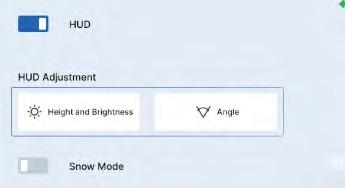 HUD
HUD Adjustment
Height and Brightness
Angle
Snow Mode